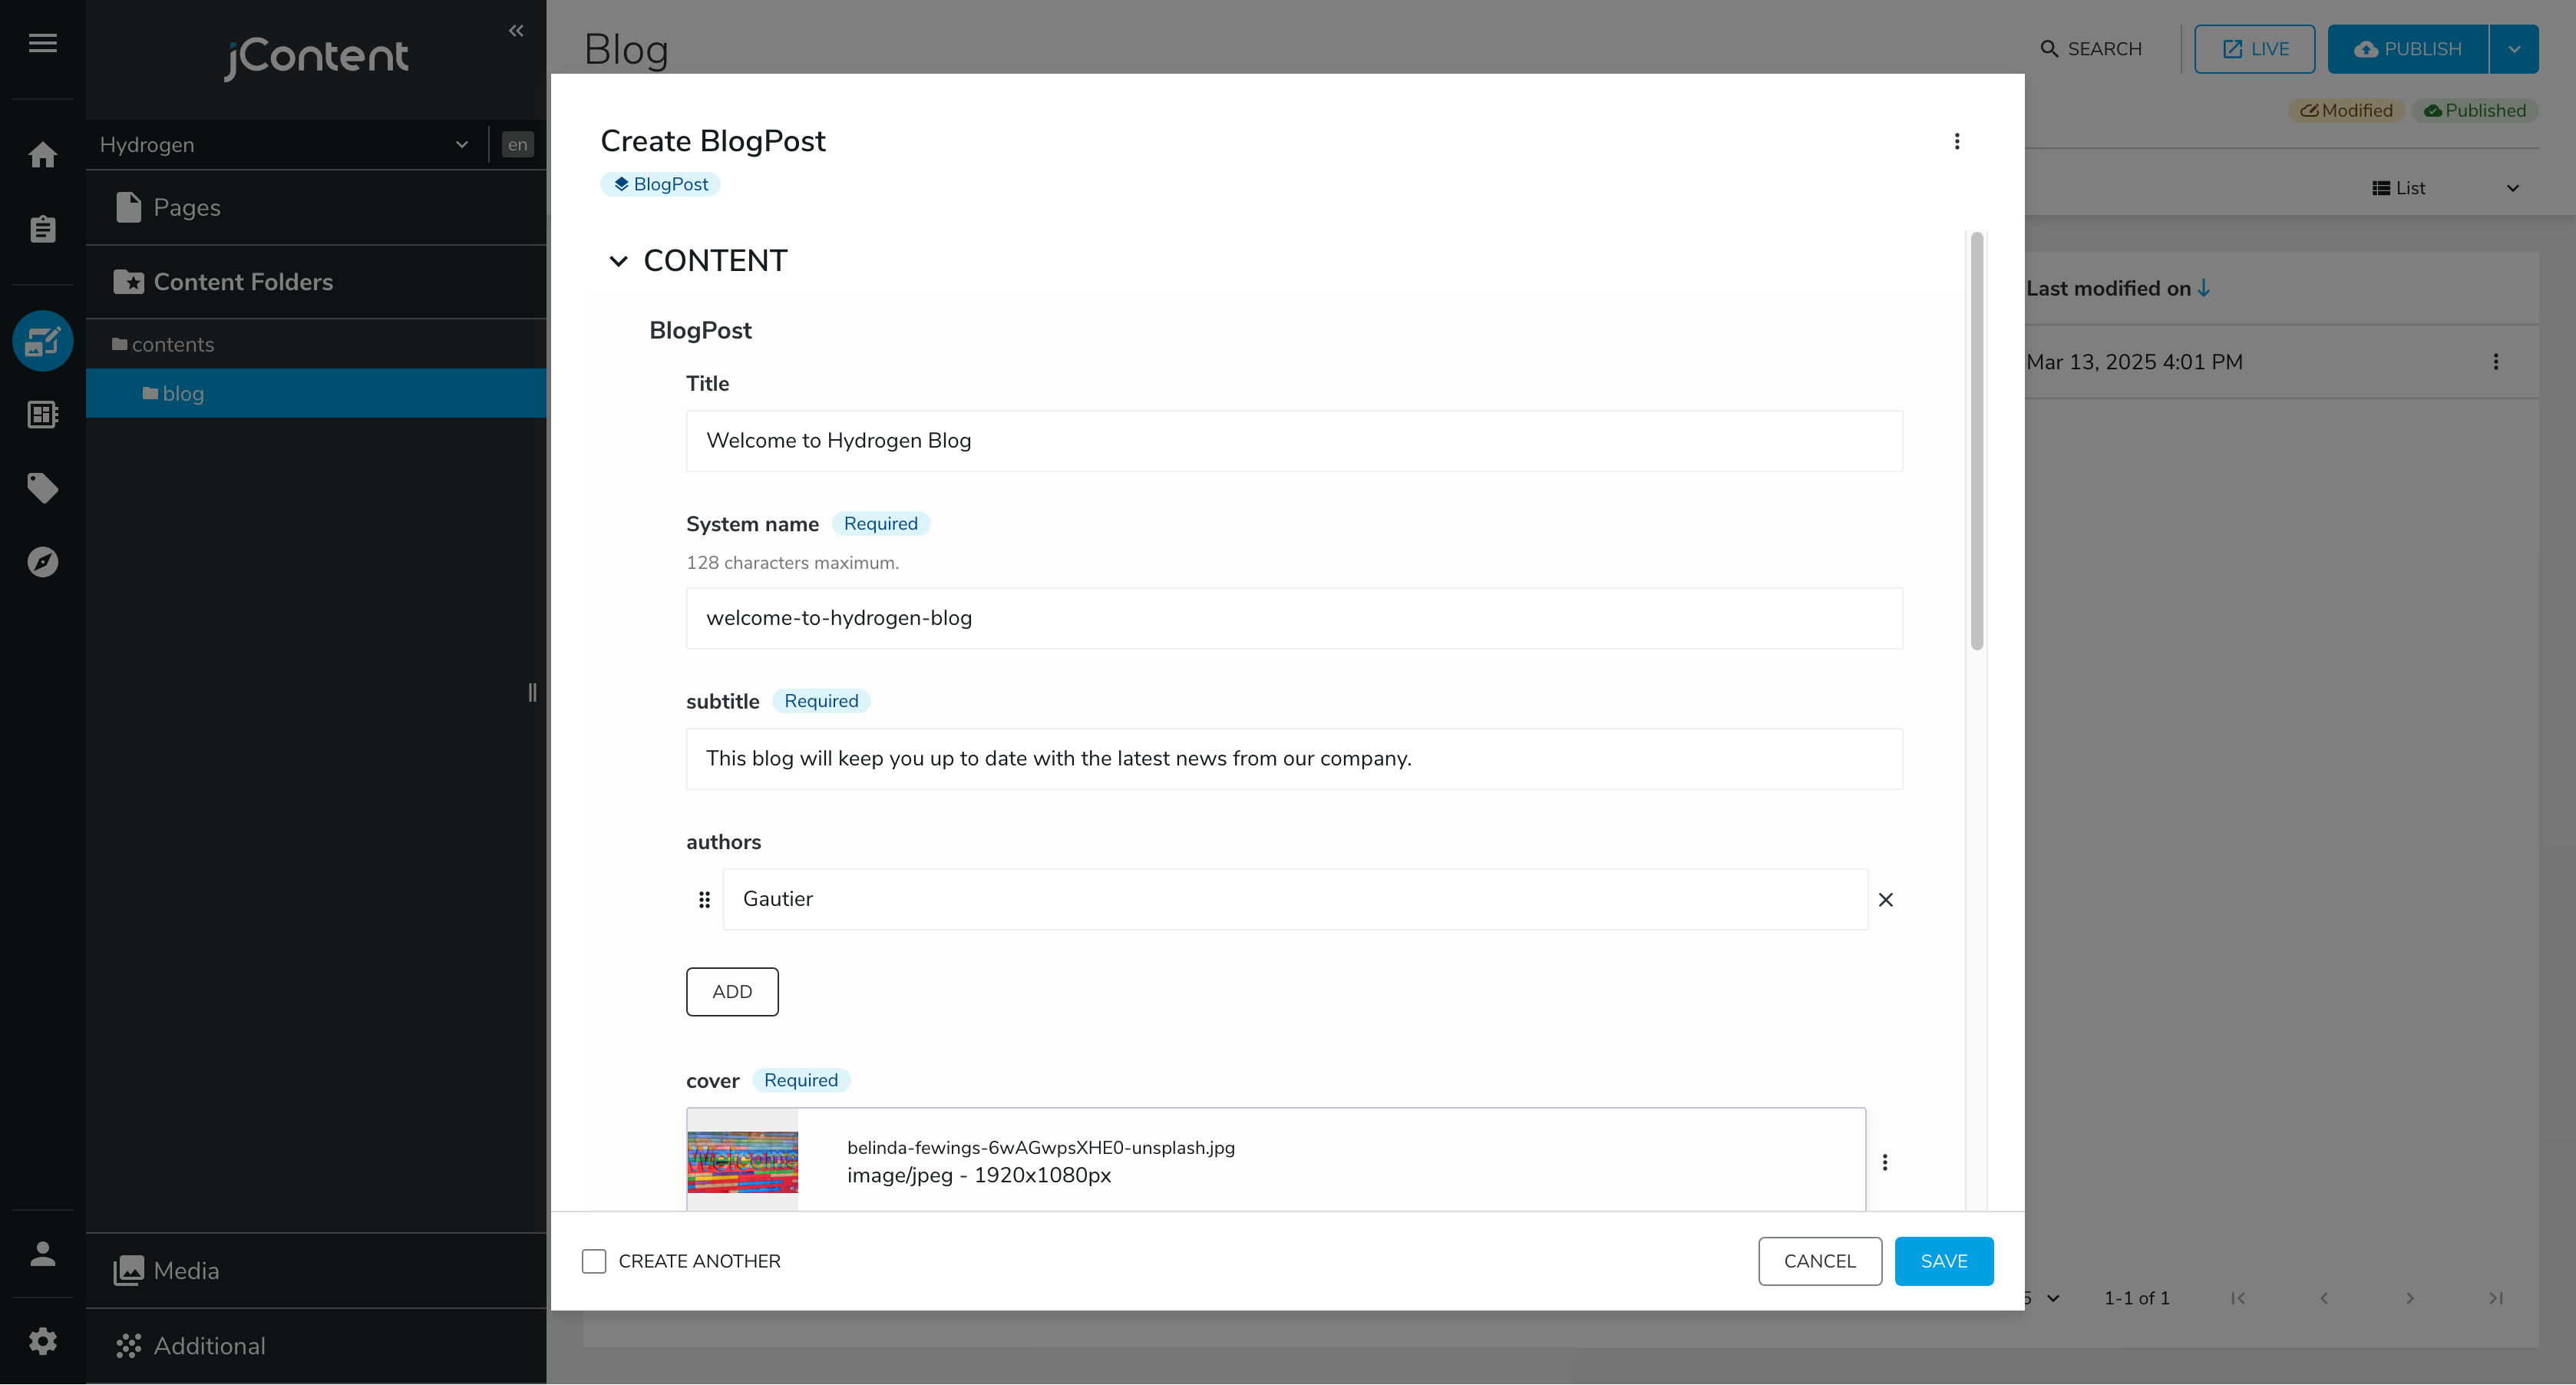 jContent
Hydrogen
en
Pages
Content Folders
contents
blog
Media
Additional
Blog
SEARCH
LIVE
PUBLISH
Modified
Published
List
Last modified on
Mar 13, 2025 4:01 PM
Create BlogPost
BlogPost
CONTENT
BlogPost
Title
Welcome to Hydrogen Blog
System name Required
128 characters maximum.
welcome-to-hydrogen-blog
subtitle Required
This blog will keep you up to date with the latest news from our company.
authors
Gautier
ADD
cover Required
Welcome
belinda-fewings-6wAGwpsXHE0-unsplash.jpg
image/jpeg - 1920x1080px
CREATE ANOTHER
CANCEL
SAVE
1-1 of 1